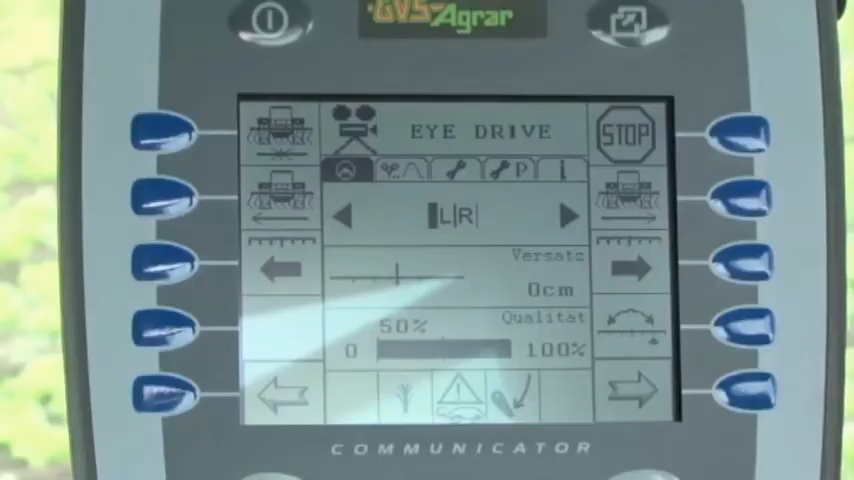 GVS-Agrar
EYE DRIVE
STOP
P
i
L|R|
Versatz
0cm
Qualität
50%
0
100%
COMMUNICATOR